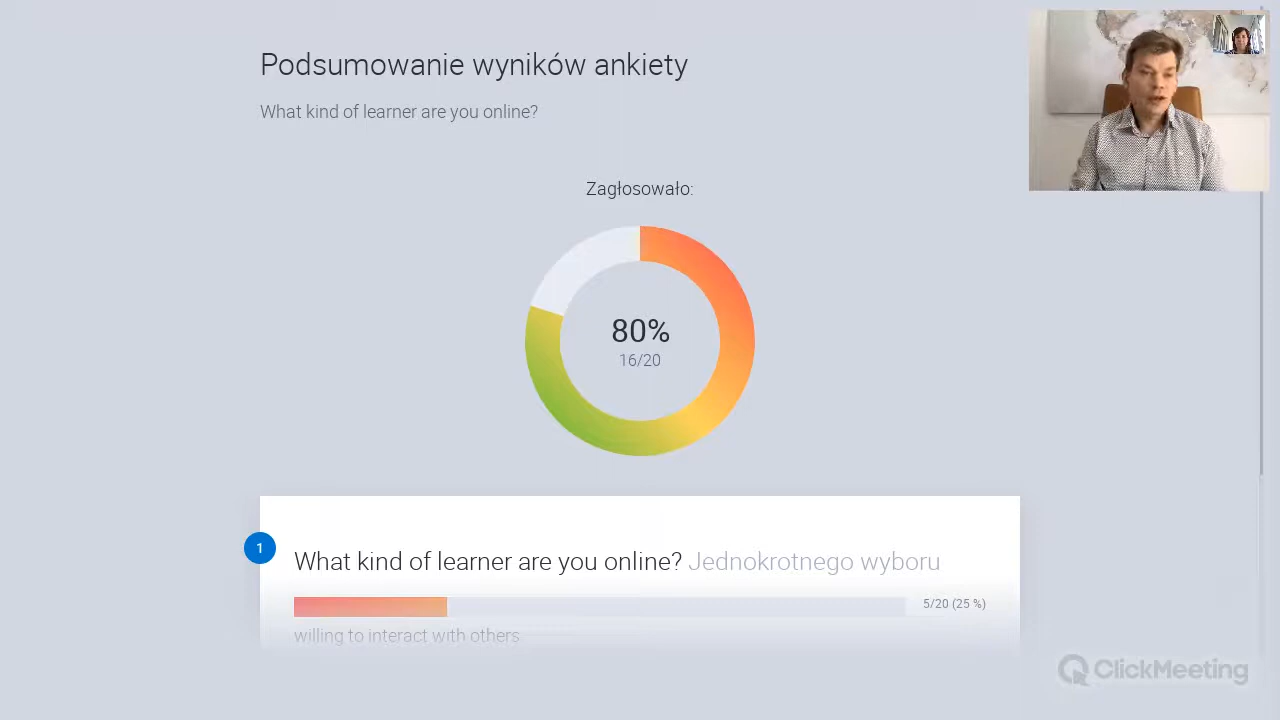 Podsumowanie wyników ankiety
What kind of learner are you online?
Zagłosowało:
80%
16/20
1
What kind of learner are you online? Jednokrotnego wyboru
5/20 (25 %)
willing to interact with others
ClickMeeting